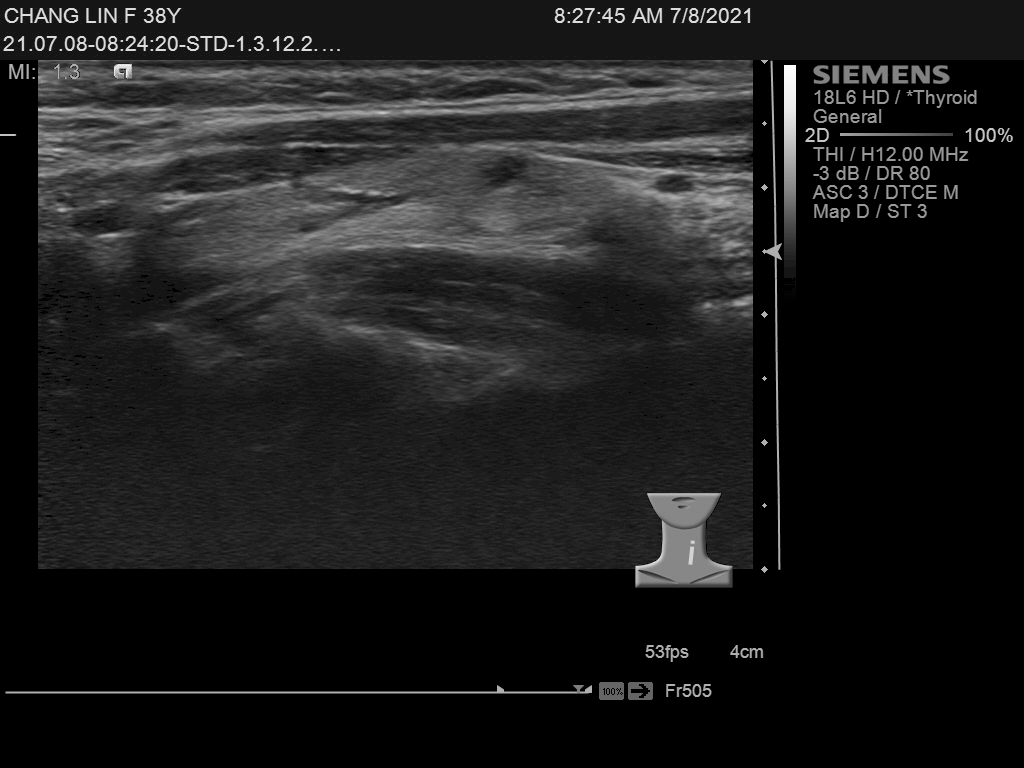 CHANG LIN F 38Y
8:27:45 AM 7/8/2021
21.07.08-08:24:20-STD-1.3.12.2....
MI: 1.3
SIEMENS
18L6 HD / *Thyroid
General
2D 100%
THI / H12.00 MHz
-3 dB / DR 80
ASC 3 / DTCE M
Map D / ST 3
53fps 4cm
100% Fr505